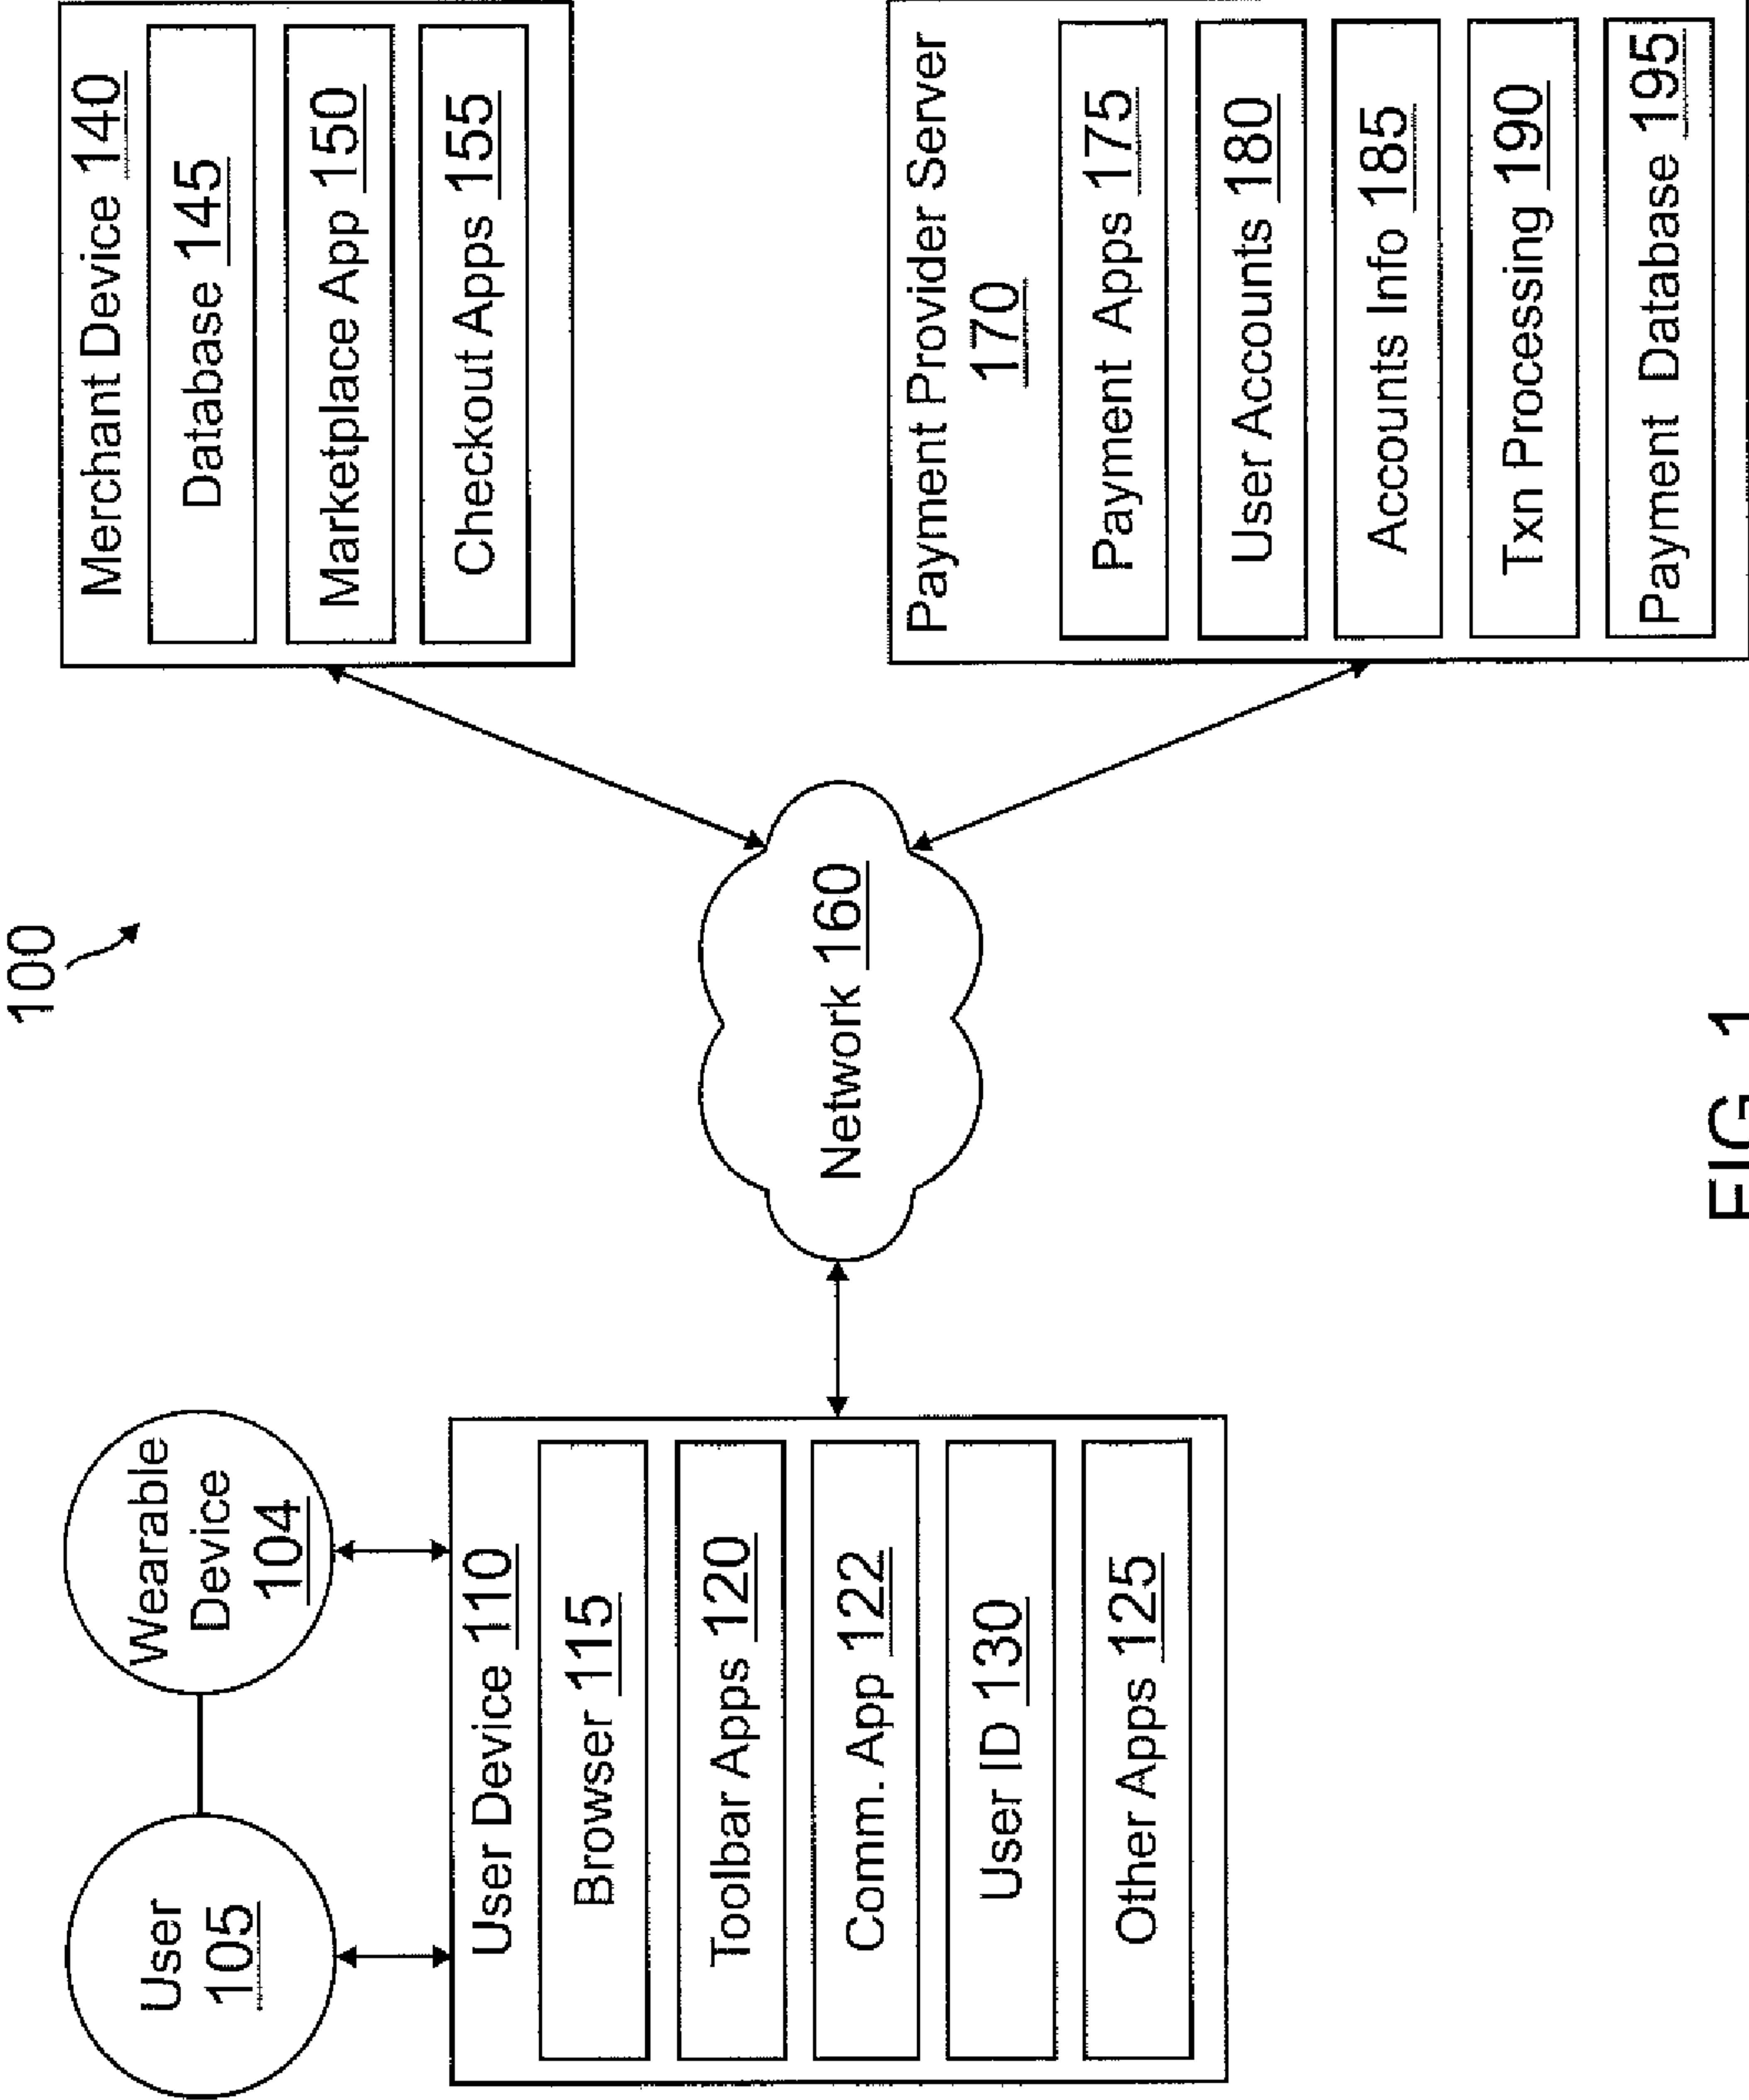 100
User
105
Wearable
Device
104
User Device 110
Browser 115
Toolbar Apps 120
Comm. App 122
User ID 130
Other Apps 125
Network 160
Merchant Device 140
Database 145
Marketplace App 150
Checkout Apps 155
Payment Provider Server
170
Payment Apps 175
User Accounts 180
Accounts Info 185
Txn Processing 190
Payment Database 195
FIG. 1